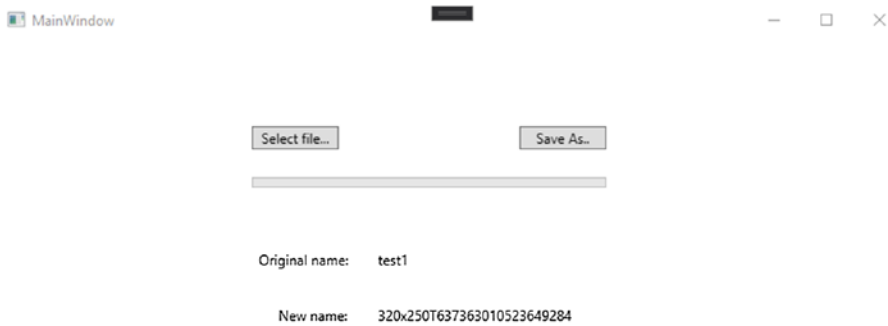 MainWindow
Select file... Save As..
Original name: test1
New name: 320x250T637363010523649284